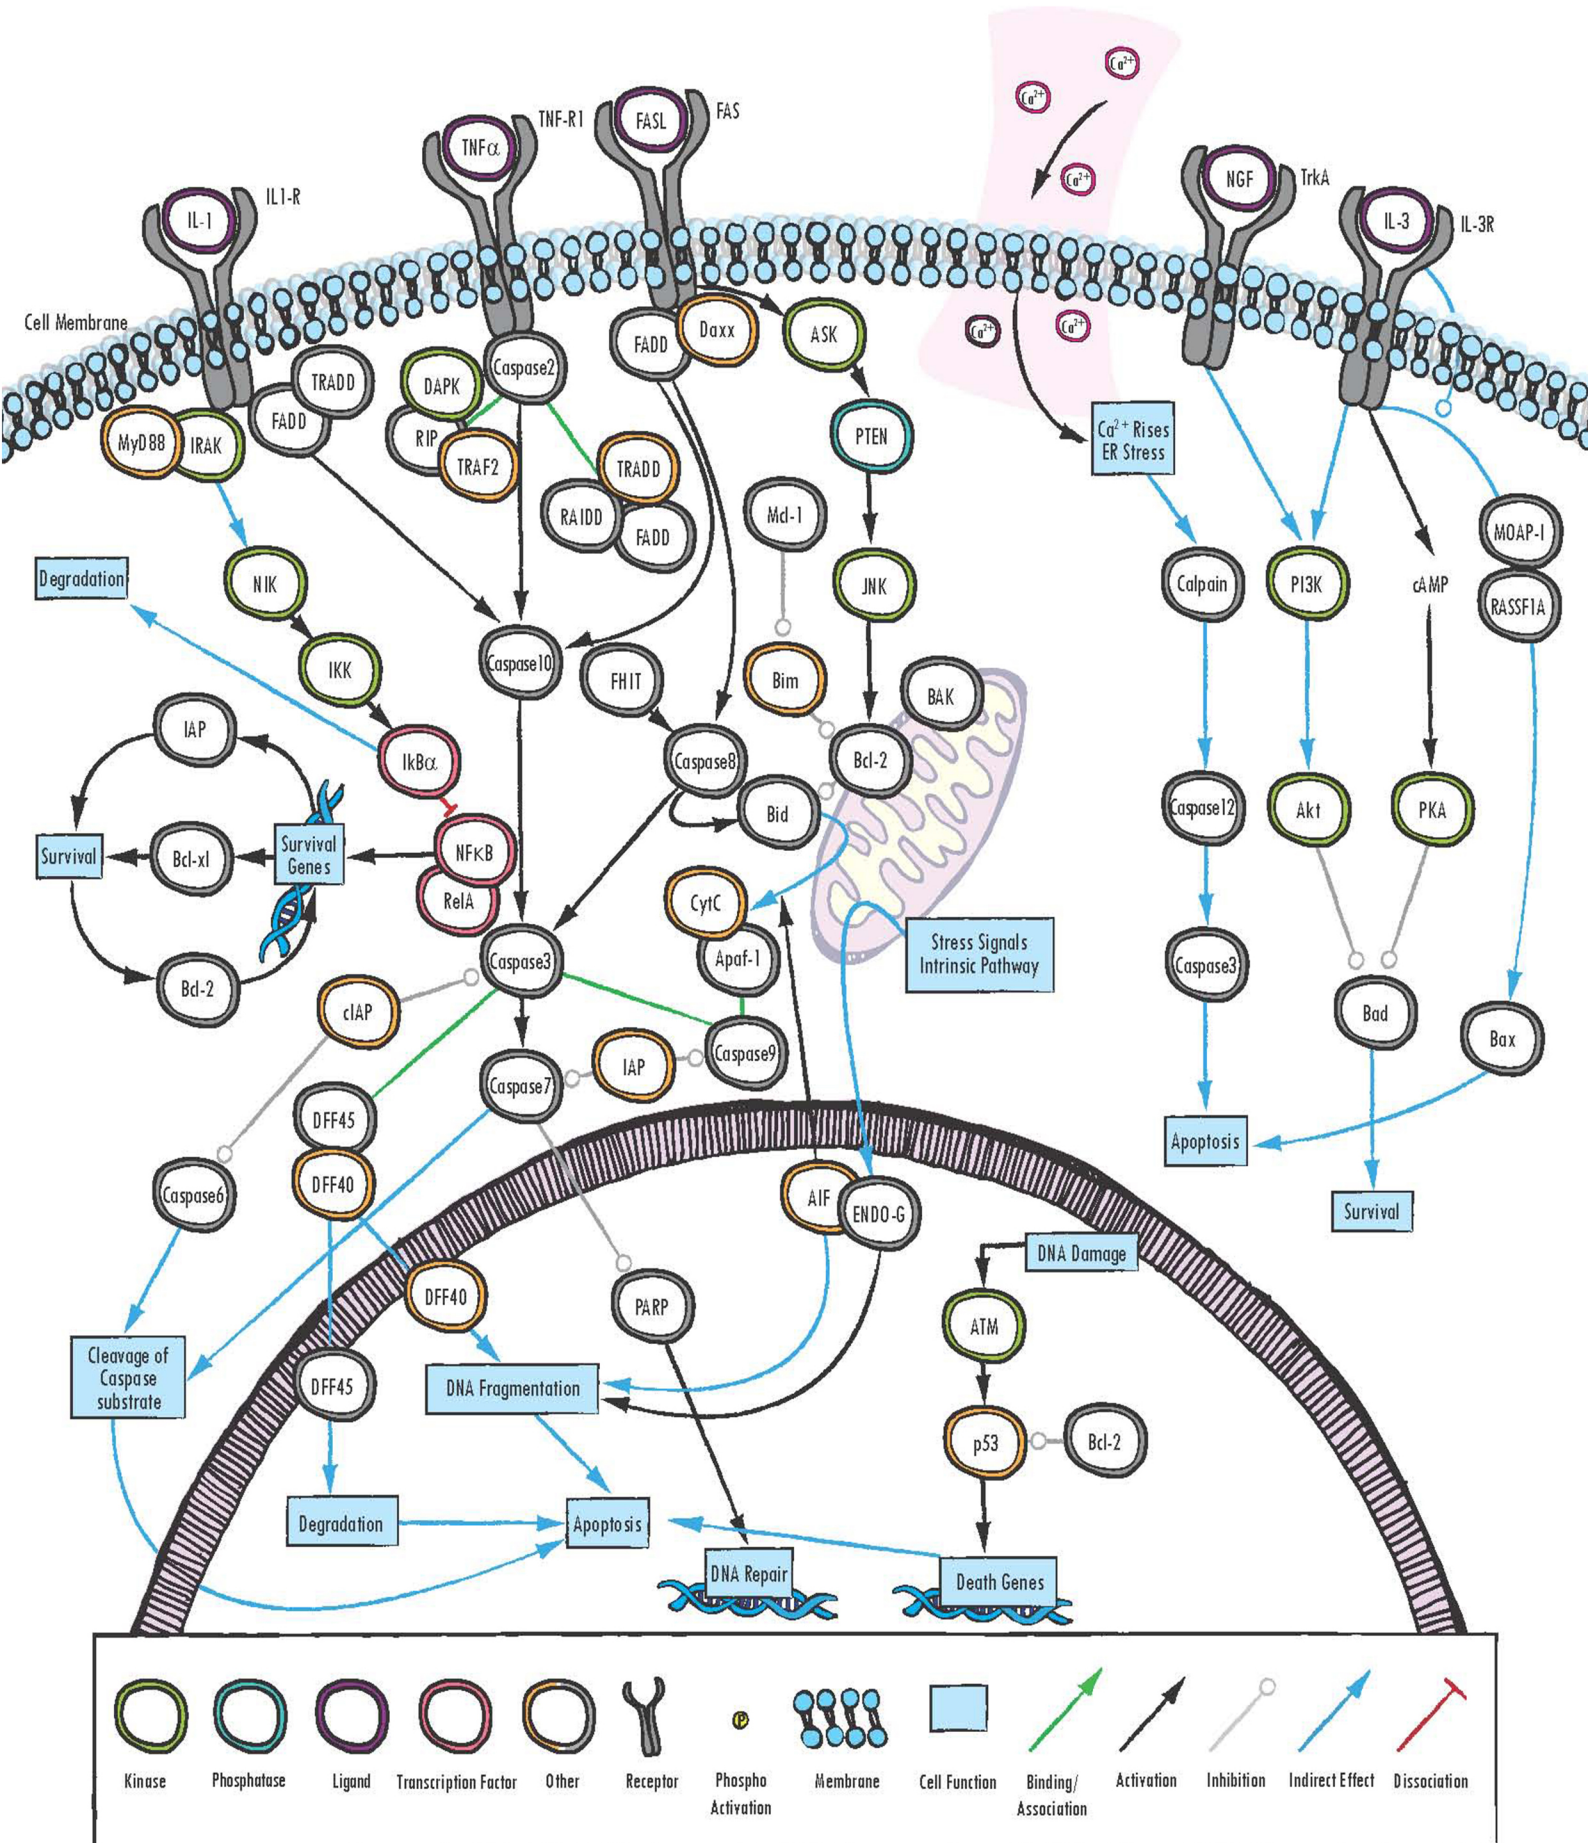 Ca²⁺
Ca²⁺
FASL
FAS
TNFα
TNF-R1
Ca²⁺
NGF
TrkA
IL-1
IL1-R
IL-3
IL-3R
Cell Membrane
Ca²⁺
Ca²⁺
FADD
Daxx
ASK
Caspase2
TRADD
DAPK
FADD
MyD88
IRAK
RIP
TRAF2
PTEN
Ca²⁺ Rises
ER Stress
TRADD
RAIDD
FADD
Mcl-1
MOAP-1
Degradation
NIK
JNK
Calpain
PI3K
cAMP
RASSF1A
IKK
Caspase10
FHIT
Bim
BAK
IAP
IkBα
Caspase8
Bcl-2
Bid
Caspase12
Akt
PKA
Survival
Bcl-xl
Survival
Genes
NFκB
RelA
CytC
Apaf-1
Stress Signals
Intrinsic Pathway
Caspase3
Caspase3
Bcl-2
cIAP
Bad
Bax
Caspase7
IAP
Caspase9
DFF45
Apoptosis
DFF40
Caspase6
AIF
ENDO-G
Survival
DNA Damage
DFF40
PARP
ATM
Cleavage of
Caspase
substrate
DFF45
DNA Fragmentation
p53
Bcl-2
Degradation
Apoptosis
DNA Repair
Death Genes
P
Kinase
Phosphatase
Ligand
Transcription Factor
Other
Receptor
Phospho
Activation
Membrane
Cell Function
Binding/
Association
Activation
Inhibition
Indirect Effect
Dissociation